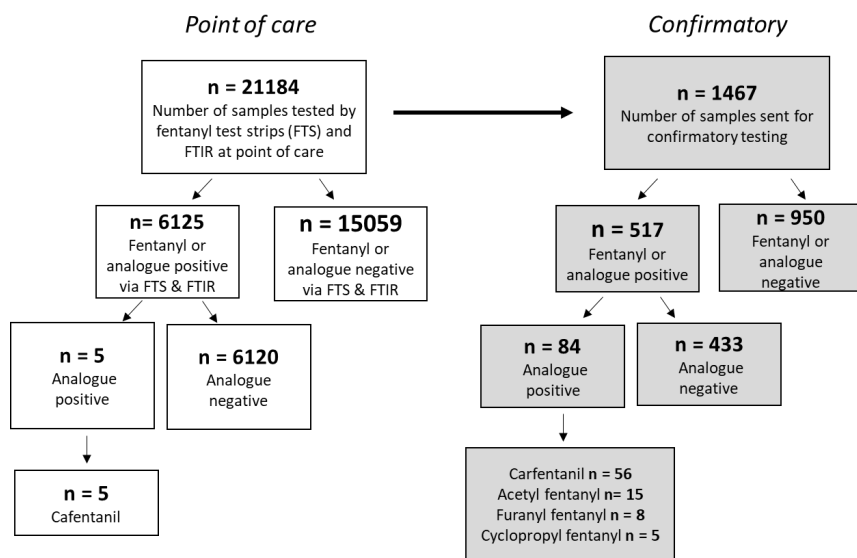 Point of care
Confirmatory
n = 21184
Number of samples tested by
fentanyl test strips (FTS) and
FTIR at point of care
n = 1467
Number of samples sent for
confirmatory testing
n= 6125
Fentanyl or
analogue positive
via FTS & FTIR
n = 15059
Fentanyl or
analogue negative
via FTS & FTIR
n = 517
Fentanyl or
analogue positive
n = 950
Fentanyl or
analogue
negative
n = 5
Analogue
positive
n = 6120
Analogue
negative
n = 84
Analogue
positive
n = 433
Analogue
negative
n = 5
Cafentanil
Carfentanil n = 56
Acetyl fentanyl n= 15
Furanyl fentanyl n = 8
Cyclopropyl fentanyl n = 5